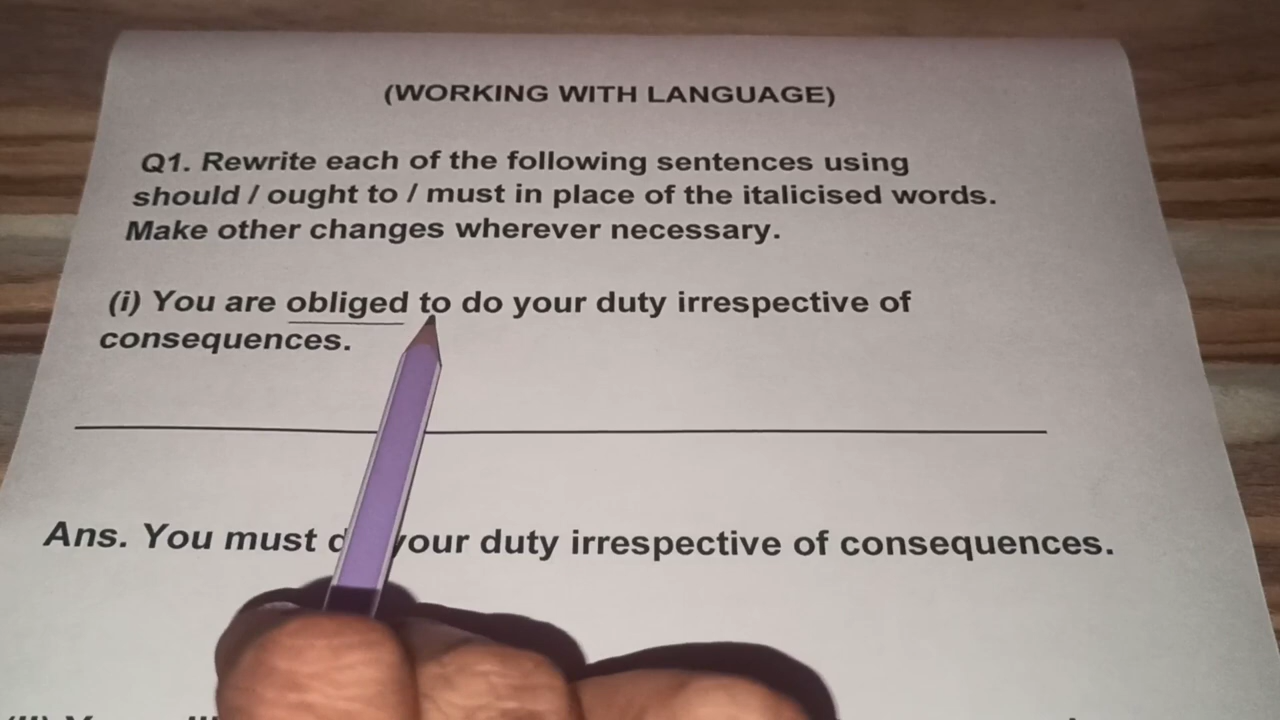 (WORKING WITH LANGUAGE)
Q1. Rewrite each of the following sentences using
should / ought to / must in place of the italicised words.
Make other changes wherever necessary.
(i) You are obliged to do your duty irrespective of
consequences.
Ans. You must your duty irrespective of consequences.